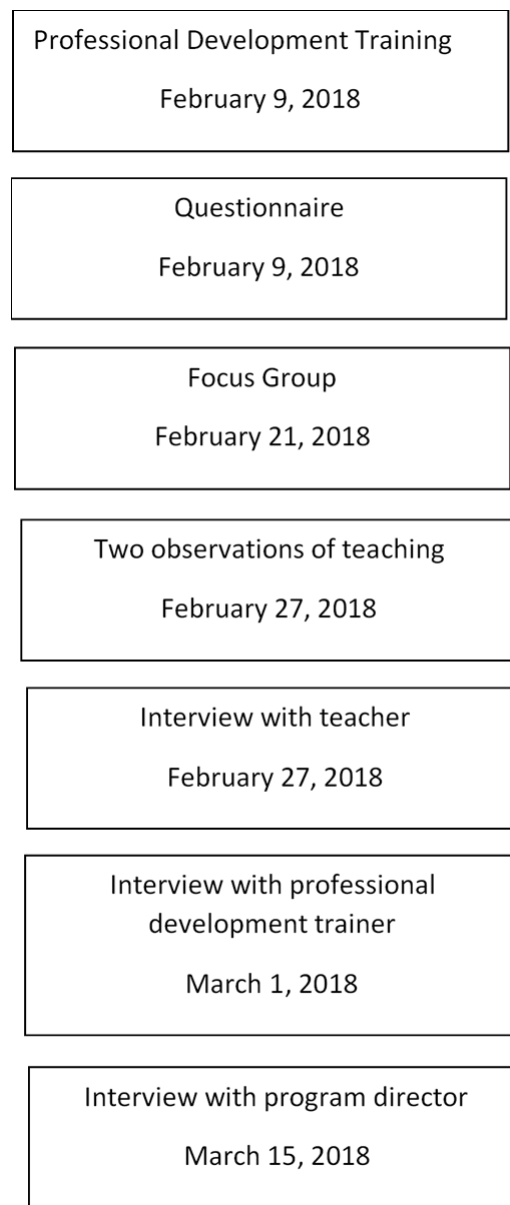 Professional Development Training
February 9, 2018
Questionnaire
February 9, 2018
Focus Group
February 21, 2018
Two observations of teaching
February 27, 2018
Interview with teacher
February 27, 2018
Interview with professional
development trainer
March 1, 2018
Interview with program director
March 15, 2018